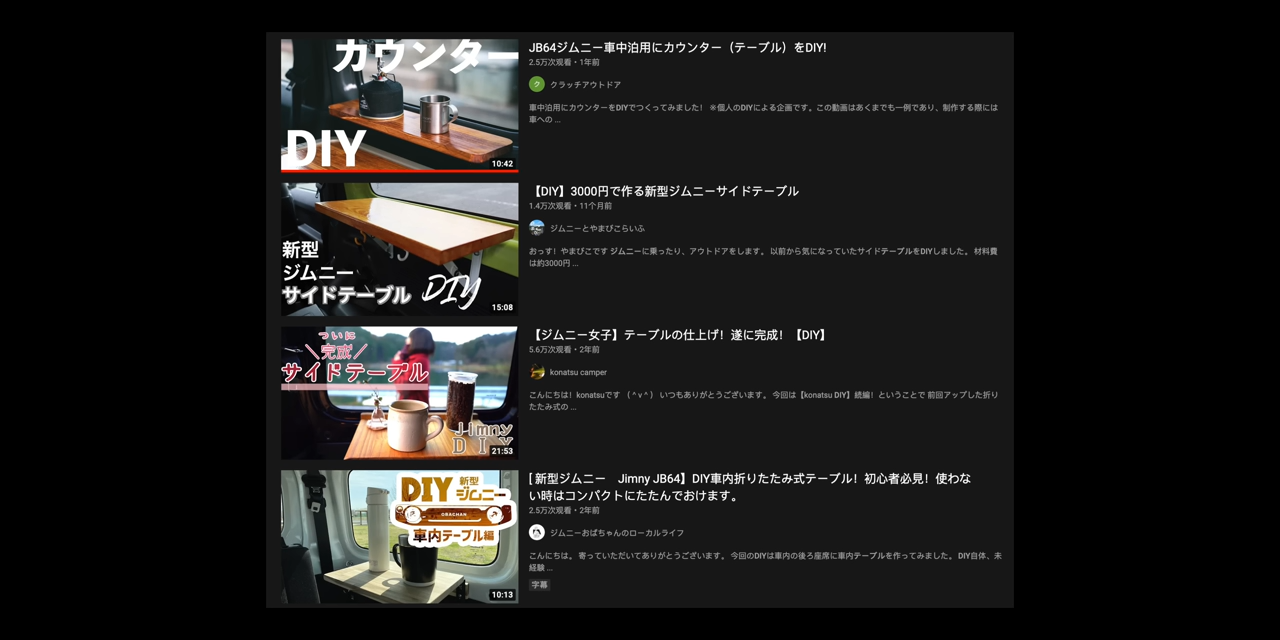 カウンター
DIY
10:42
JB64ジムニー車中泊用にカウンター（テーブル）をDIY!
2.5万次观看・1年前
ク
クラッチアウトドア
車中泊用にカウンターをDIYでつくってみました！ ※個人のDIYによる企画です。この動画はあくまでも一例であり、制作する際には
車への ...
新型
ジムニー
サイドテーブル
DIY
15:08
【DIY】3000円で作る新型ジムニーサイドテーブル
1.4万次观看・11个月前
ジムニーとやまびこらいふ
おっす！やまびこです ジムニーに乗ったり、アウトドアをします。 以前から気になっていたサイドテーブルをDIYしました。 材料費
は約3000円 ...
ついに
＼完成／
サイドテーブル
Jimny
DIY
21:53
【ジムニー女子】テーブルの仕上げ！遂に完成！【DIY】
5.6万次观看・2年前
konatsu camper
こんにちは！konatsuです （＾v＾） いつもありがとうございます。 今回は【konatsu DIY】続編！ということで 前回アップした折り
たたみ式の ...
DIY 新型
ジムニー
OBACHAN
車内テーブル編
10:13
[ 新型ジムニー　Jimny JB64】DIY車内折りたたみ式テーブル！初心者必見！使わな
い時はコンパクトにたたんでおけます。
2.5万次观看・2年前
ジムニーおばちゃんのローカルライフ
こんにちは。 寄っていただいてありがとうございます。 今回のDIYは車内の後ろ座席に車内テーブルを作ってみました。 DIY自体、未
経験 ...
字幕